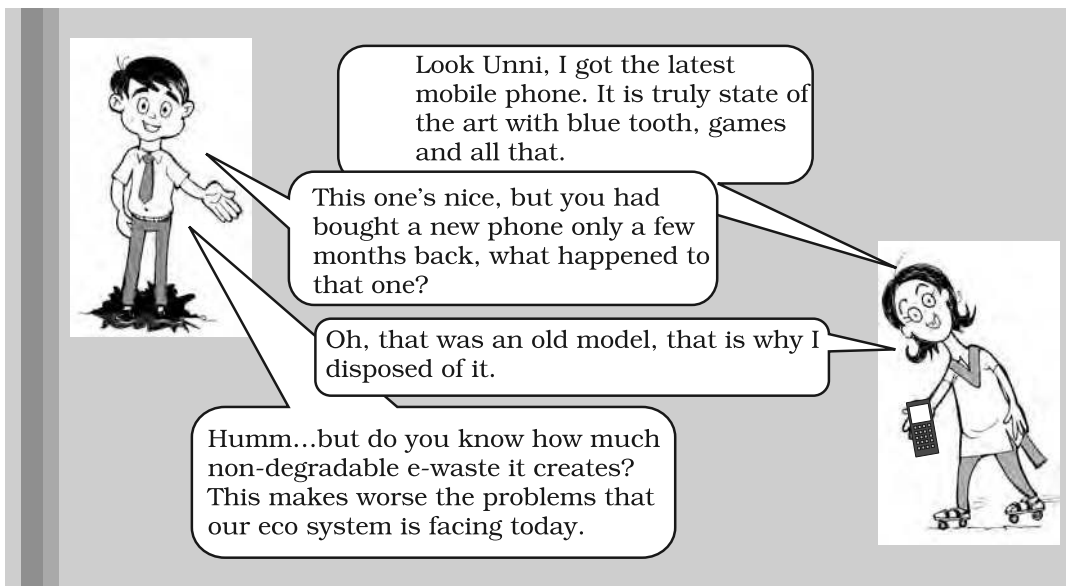 Look Unni, I got the latest
mobile phone. It is truly state of
the art with blue tooth, games
and all that.
This one's nice, but you had
bought a new phone only a few
months back, what happened to
that one?
Oh, that was an old model, that is why I
disposed of it.
Humm...but do you know how much
non-degradable e-waste it creates?
This makes worse the problems that
our eco system is facing today.